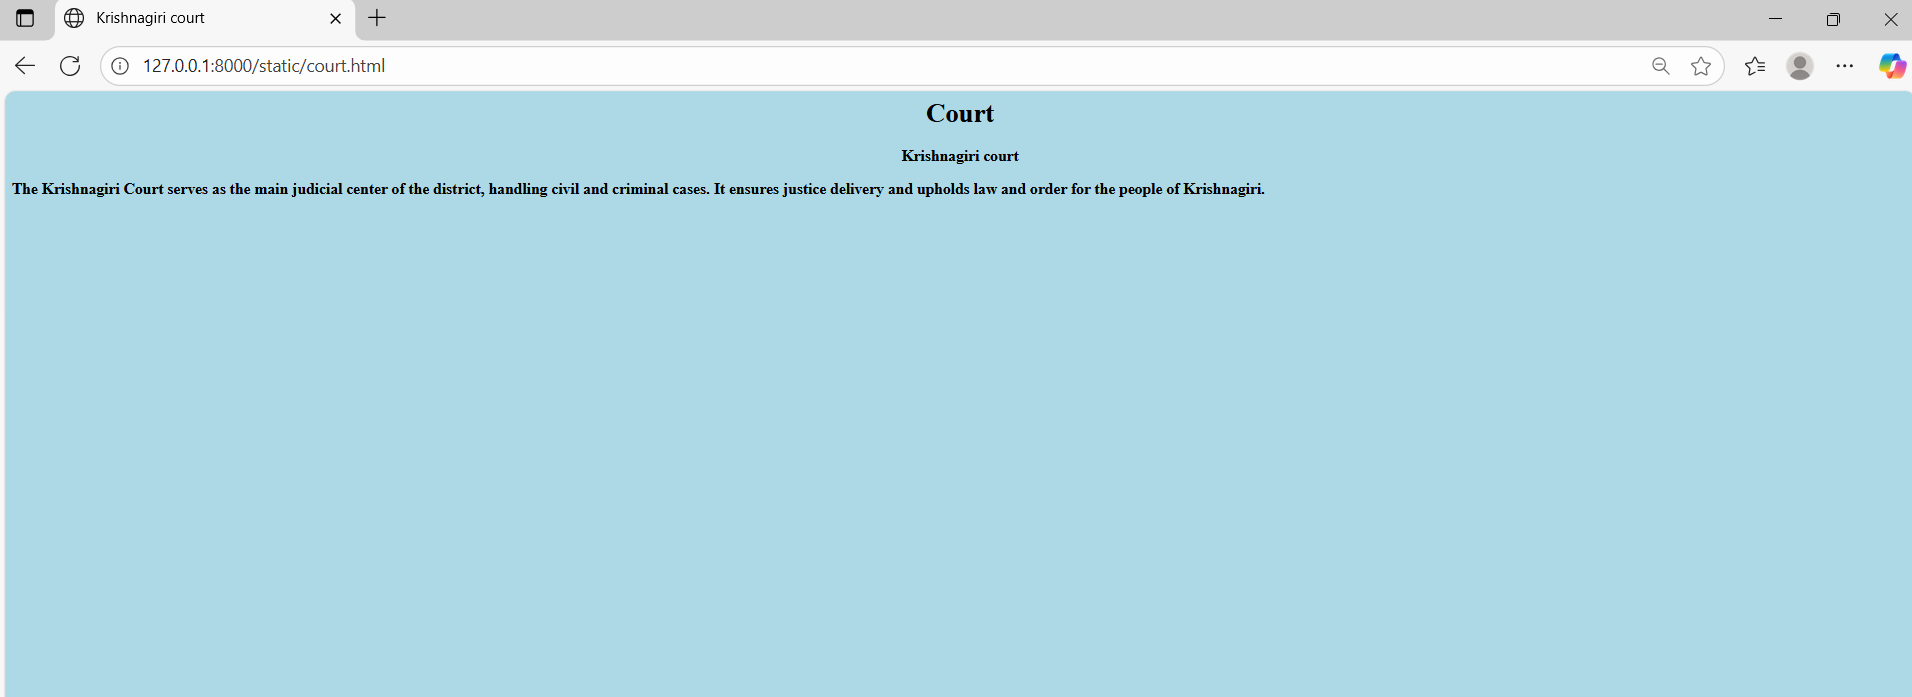 Krishnagiri court
127.0.0.1:8000/static/court.html
Court
Krishnagiri court
The Krishnagiri Court serves as the main judicial center of the district, handling civil and criminal cases. It ensures justice delivery and upholds law and order for the people of Krishnagiri.